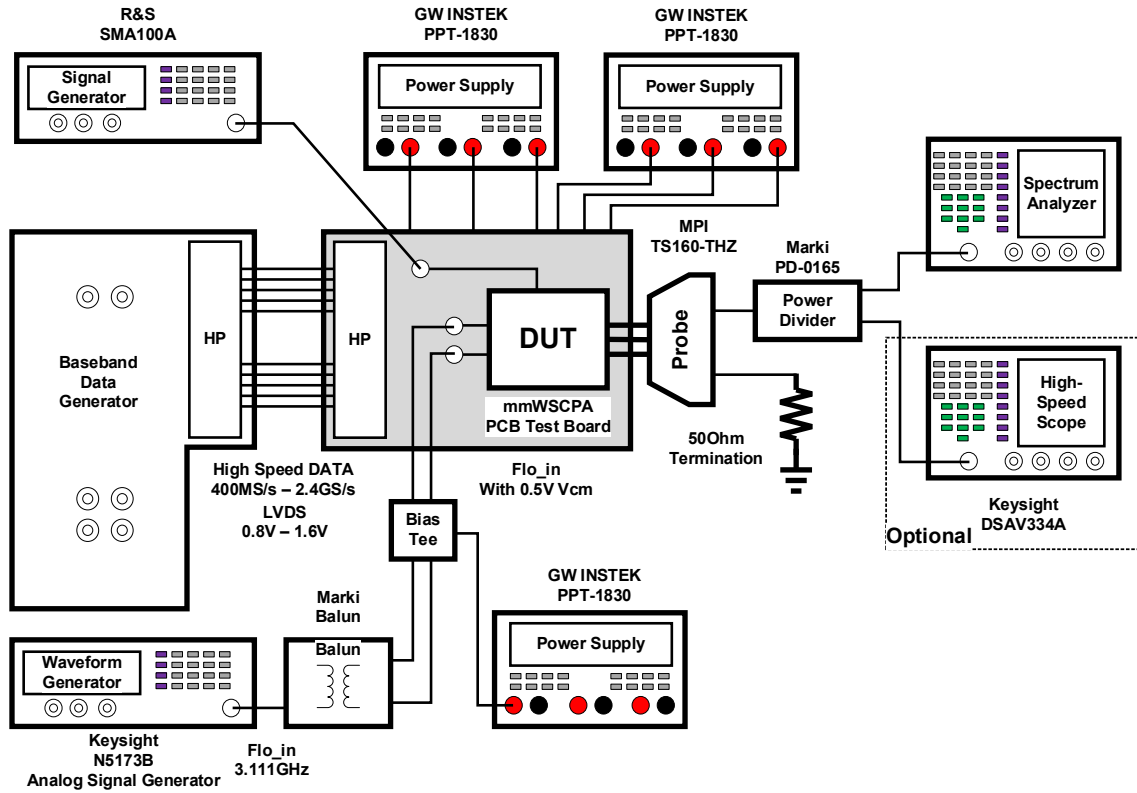 R&S
SMA100A
Signal
Generator
GW INSTEK
PPT-1830
Power Supply
GW INSTEK
PPT-1830
Power Supply
Spectrum
Analyzer
MPI
TS160-THZ
Marki
PD-0165
Power
Divider
Baseband
Data
Generator
HP
HP
DUT
Probe
mmWSCPA
PCB Test Board
50Ohm
Termination
High-
Speed
Scope
Keysight
DSAV334A
Optional
High Speed DATA
400MS/s – 2.4GS/s
LVDS
0.8V – 1.6V
Flo_in
With 0.5V Vcm
Bias
Tee
GW INSTEK
PPT-1830
Power Supply
Marki
Balun
Balun
Waveform
Generator
Keysight
N5173B
Analog Signal Generator
Flo_in
3.111GHz